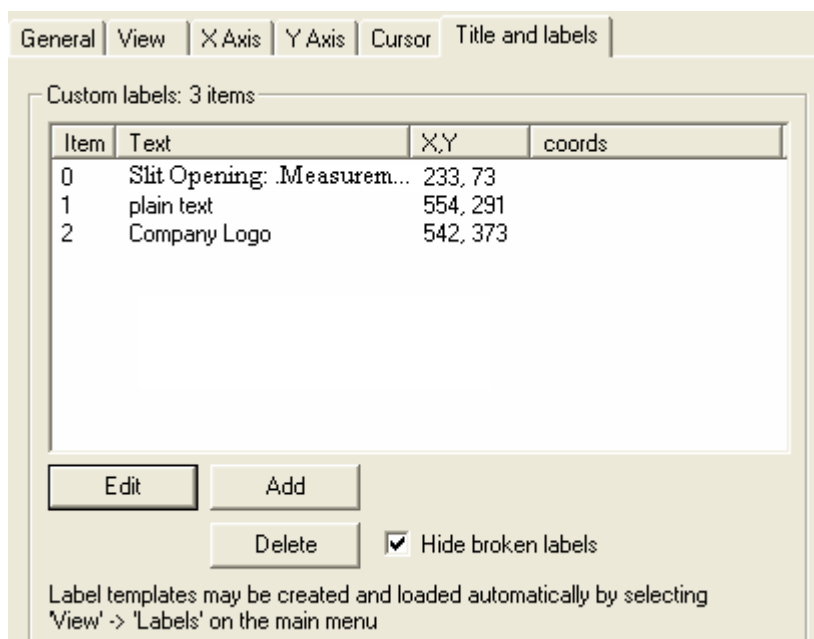 General View X Axis Y Axis Cursor Title and labels
Custom labels: 3 items
Item Text X,Y coords
0 Slit Opening: .Measurem... 233, 73
1 plain text 554, 291
2 Company Logo 542, 373
Edit Add
Delete Hide broken labels
Label templates may be created and loaded automatically by selecting
'View' -> 'Labels' on the main menu